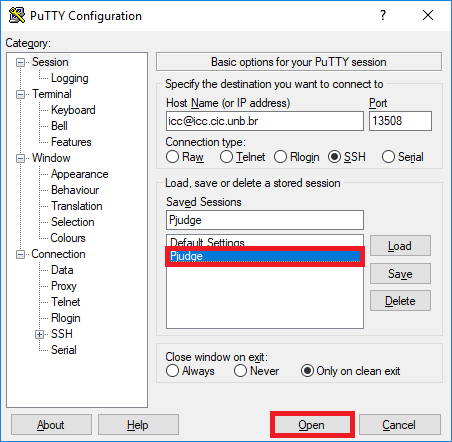 PuTTY Configuration
?
Category:
Session
Logging
Terminal
Keyboard
Bell
Features
Window
Appearance
Behaviour
Translation
Selection
Colours
Connection
Data
Proxy
Telnet
Rlogin
SSH
Serial
Basic options for your PuTTY session
Specify the destination you want to connect to
Host Name (or IP address) Port
icc@icc.cic.unb.br 13508
Connection type:
Raw Telnet Rlogin SSH Serial
Load, save or delete a stored session
Saved Sessions
Pjudge
Default Settings
Pjudge
Load
Save
Delete
Close window on exit:
Always Never Only on clean exit
About Help Open Cancel